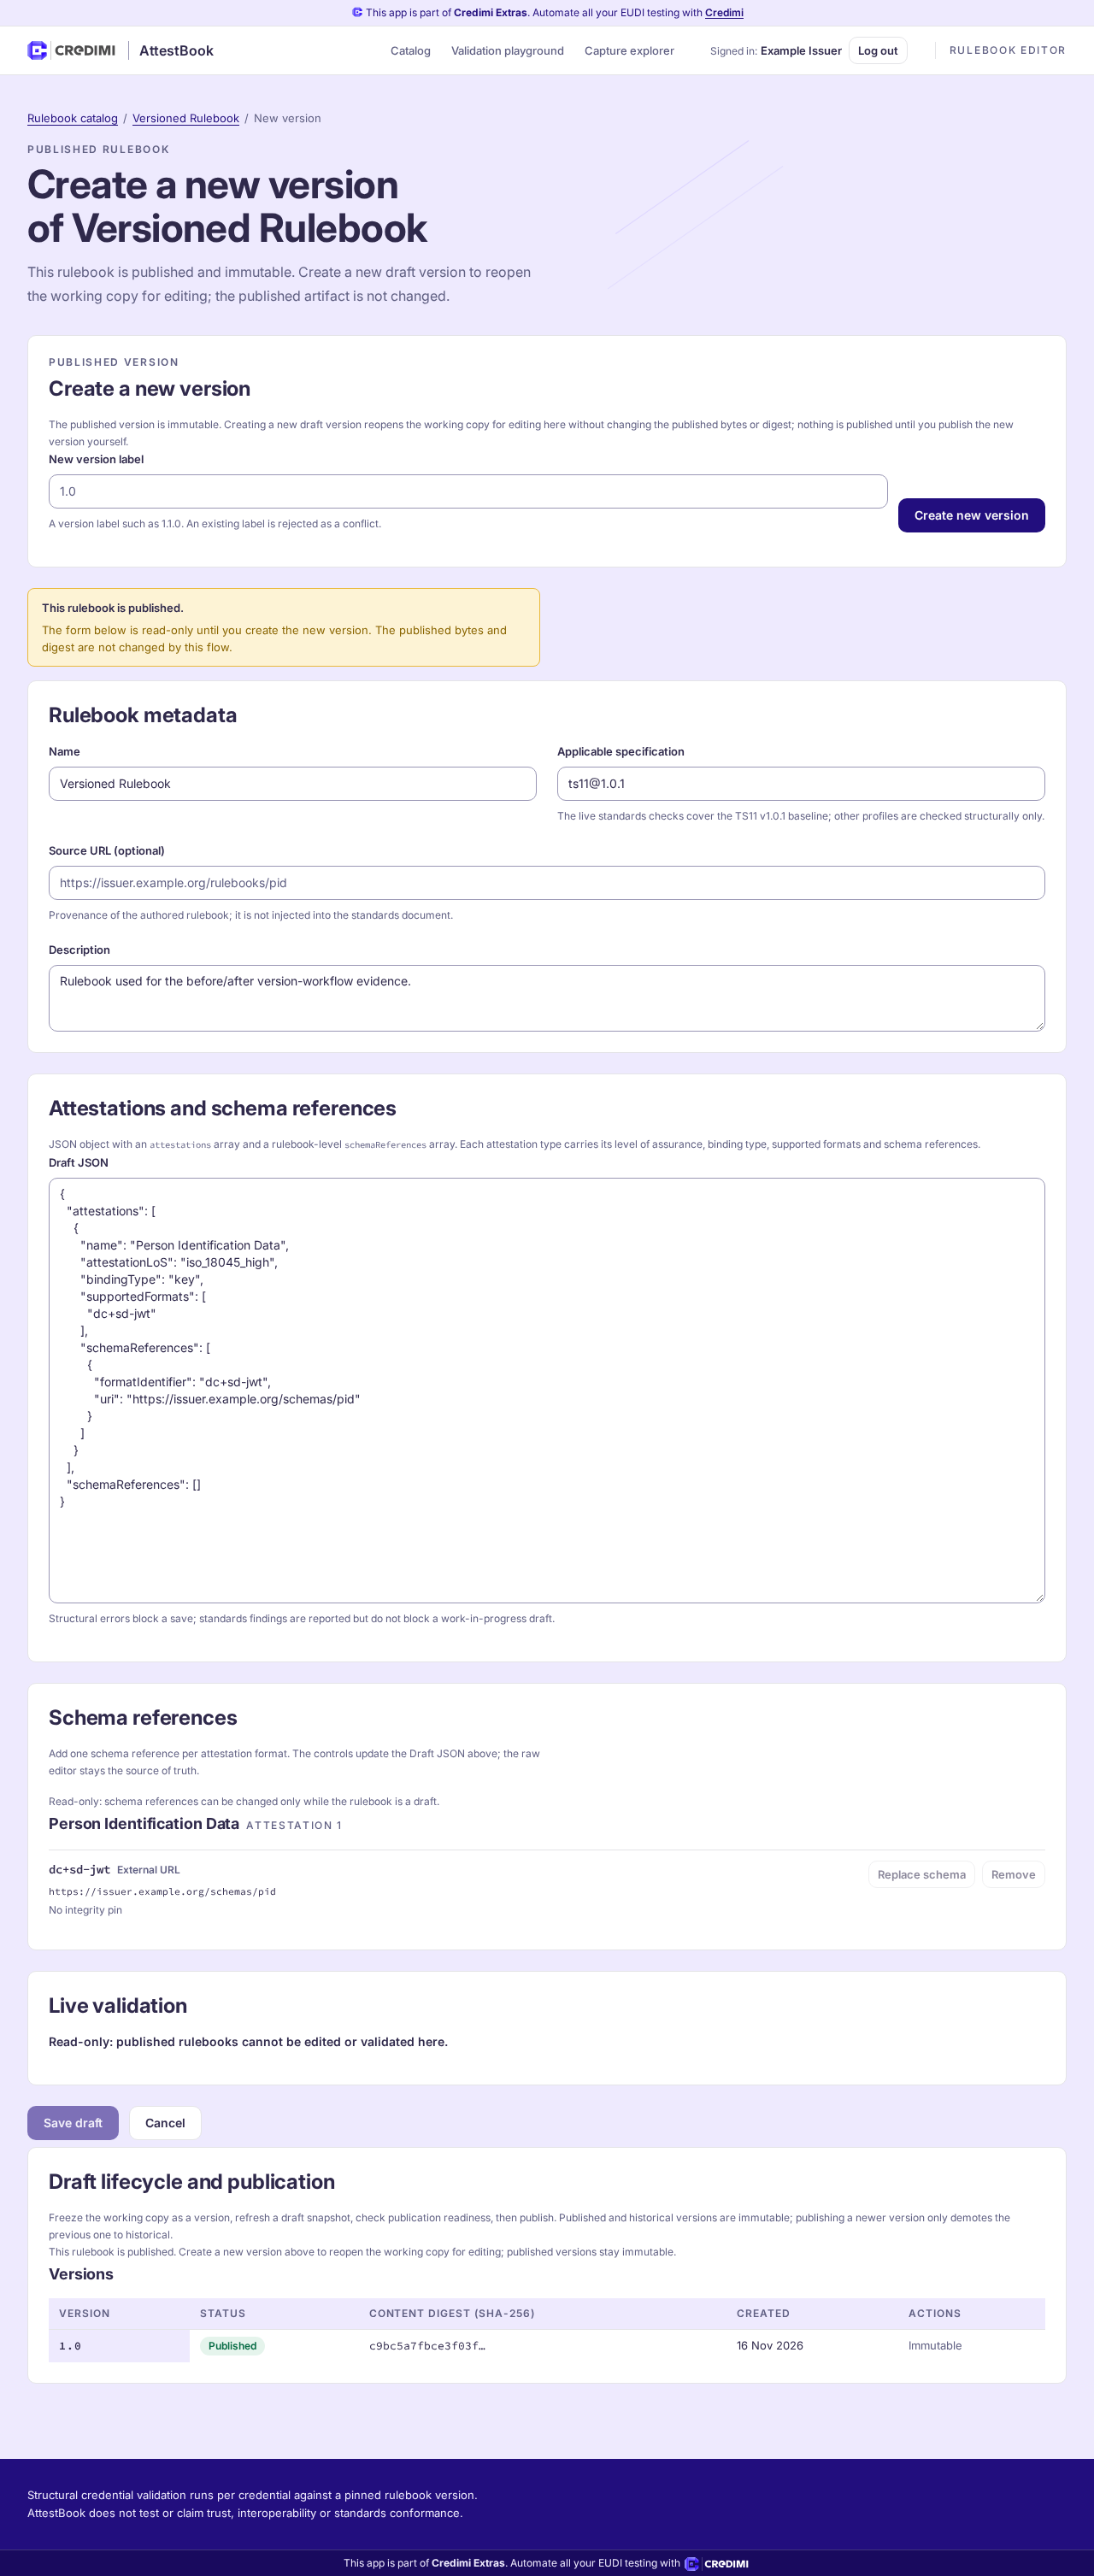 This app is part of Credimi Extras. Automate all your EUDI testing with Credimi
CREDIMI AttestBook Catalog Validation playground Capture explorer Signed in: Example Issuer Log out RULEBOOK EDITOR
Rulebook catalog / Versioned Rulebook / New version
PUBLISHED RULEBOOK
Create a new version
of Versioned Rulebook
This rulebook is published and immutable. Create a new draft version to reopen
the working copy for editing; the published artifact is not changed.
PUBLISHED VERSION
Create a new version
The published version is immutable. Creating a new draft version reopens the working copy for editing here without changing the published bytes or digest; nothing is published until you publish the new
version yourself.
New version label
1.0
Create new version
A version label such as 1.1.0. An existing label is rejected as a conflict.
This rulebook is published.
The form below is read-only until you create the new version. The published bytes and
digest are not changed by this flow.
Rulebook metadata
Name
Versioned Rulebook
Applicable specification
ts11@1.0.1
The live standards checks cover the TS11 v1.0.1 baseline; other profiles are checked structurally only.
Source URL (optional)
https://issuer.example.org/rulebooks/pid
Provenance of the authored rulebook; it is not injected into the standards document.
Description
Rulebook used for the before/after version-workflow evidence.
Attestations and schema references
JSON object with an attestations array and a rulebook-level schemaReferences array. Each attestation type carries its level of assurance, binding type, supported formats and schema references.
Draft JSON
{
"attestations": [
{
"name": "Person Identification Data",
"attestationLoS": "iso_18045_high",
"bindingType": "key",
"supportedFormats": [
"dc+sd-jwt"
],
"schemaReferences": [
{
"formatIdentifier": "dc+sd-jwt",
"uri": "https://issuer.example.org/schemas/pid"
}
]
}
],
"schemaReferences": []
}
Structural errors block a save; standards findings are reported but do not block a work-in-progress draft.
Schema references
Add one schema reference per attestation format. The controls update the Draft JSON above; the raw
editor stays the source of truth.
Read-only: schema references can be changed only while the rulebook is a draft.
Person Identification Data ATTESTATION 1
dc+sd-jwt External URL
Replace schema Remove
https://issuer.example.org/schemas/pid
No integrity pin
Live validation
Read-only: published rulebooks cannot be edited or validated here.
Save draft Cancel
Draft lifecycle and publication
Freeze the working copy as a version, refresh a draft snapshot, check publication readiness, then publish. Published and historical versions are immutable; publishing a newer version only demotes the
previous one to historical.
This rulebook is published. Create a new version above to reopen the working copy for editing; published versions stay immutable.
Versions
VERSION STATUS CONTENT DIGEST (SHA-256) CREATED ACTIONS
1.0 Published c9bc5a7fbce3f03f… 16 Nov 2026 Immutable
Structural credential validation runs per credential against a pinned rulebook version.
AttestBook does not test or claim trust, interoperability or standards conformance.
This app is part of Credimi Extras. Automate all your EUDI testing with CREDIMI